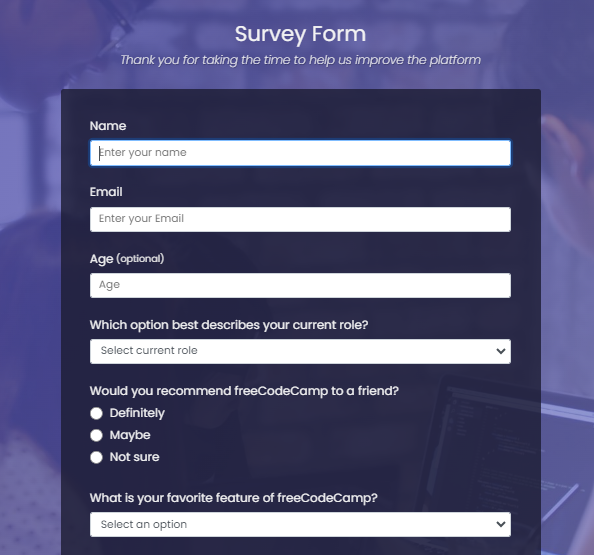 Survey Form
Thank you for taking the time to help us improve the platform
Name
Enter your name
Email
Enter your Email
Age (optional)
Age
Which option best describes your current role?
Select current role
Would you recommend freeCodeCamp to a friend?
Definitely
Maybe
Not sure
What is your favorite feature of freeCodeCamp?
Select an option